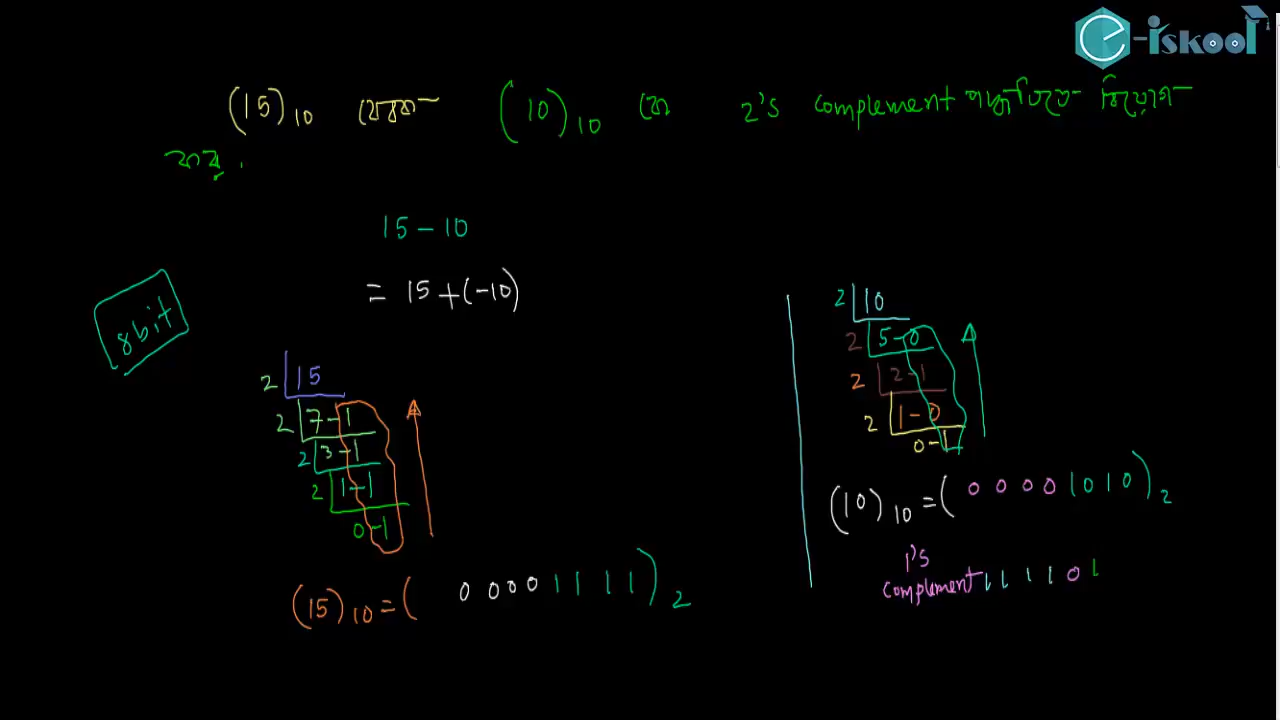 e-iskool
(15)10 থেকে (10)10 কে 2's complement পদ্ধতিতে বিয়োগ
কর।
15 - 10
= 15 + (-10)
8bit
2 | 15
2 | 7 - 1
2 | 3 - 1
2 | 1 - 1
0 - 1
(15)10 = ( 0 0 0 0 1 1 1 1 )2
2 | 10
2 | 5 - 0
2 | 2 - 1
2 | 1 - 0
0 - 1
(10)10 = ( 0 0 0 0 1 0 1 0 )2
1's
complement 1 1 1 1 0 1